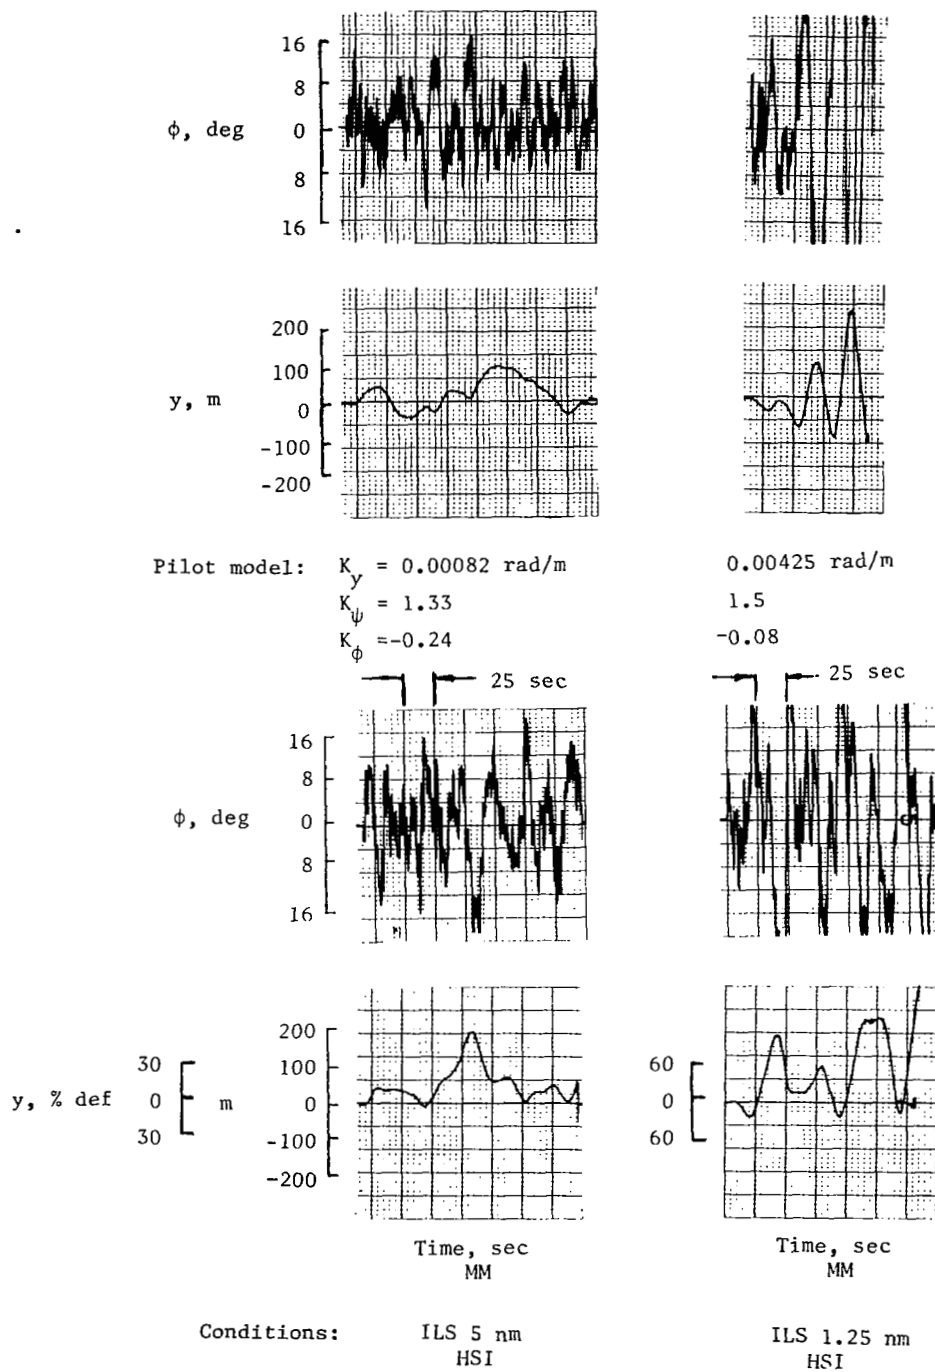 16
8
φ, deg
0
8
16
200
100
y, m
0
-100
-200
Pilot model: K_y = 0.00082 rad/m 0.00425 rad/m
K_ψ = 1.33 1.5
K_φ =-0.24 -0.08
25 sec 25 sec
16
8
φ, deg 0
8
16
200
30 100 60
y, % def 0 m 0 0
30 -100 60
-200
Time, sec Time, sec
MM MM
Conditions: ILS 5 nm ILS 1.25 nm
HSI HSI